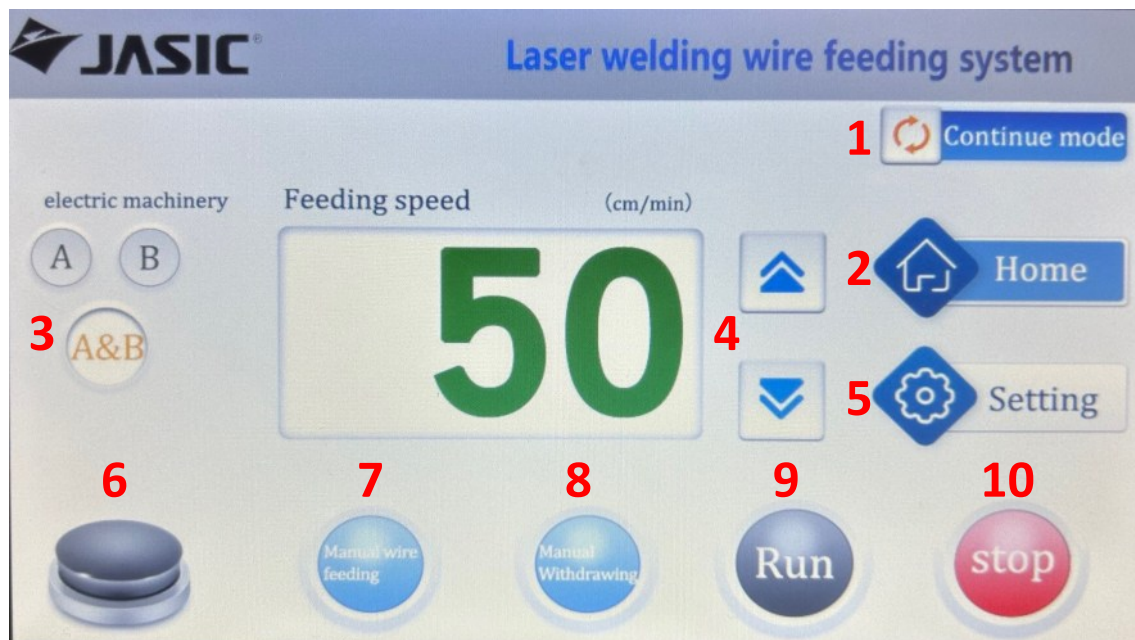 JASIC®
Laser welding wire feeding system
1 Continue mode
electric machinery
Feeding speed (cm/min)
A B
50
2 Home
3 A&B
4
5 Setting
6 7 8 9 10
Manual wire
feeding
Manual
Withdrawing
Run
stop